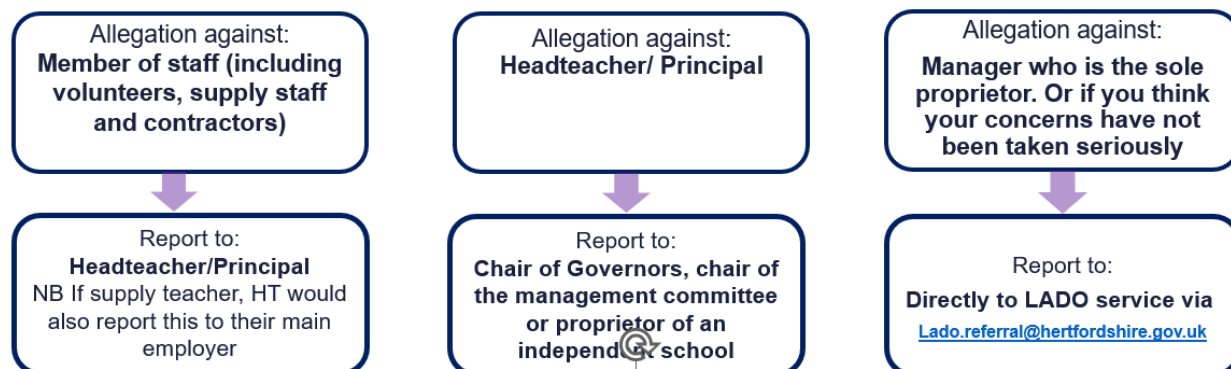 Allegation against:
Member of staff (including
volunteers, supply staff
and contractors)
Report to:
Headteacher/Principal
NB If supply teacher, HT would
also report this to their main
employer
Allegation against:
Headteacher/ Principal
Report to:
Chair of Governors, chair of
the management committee
or proprietor of an
independent school
Allegation against:
Manager who is the sole
proprietor. Or if you think
your concerns have not
been taken seriously
Report to:
Directly to LADO service via
Lado.referral@hertfordshire.gov.uk